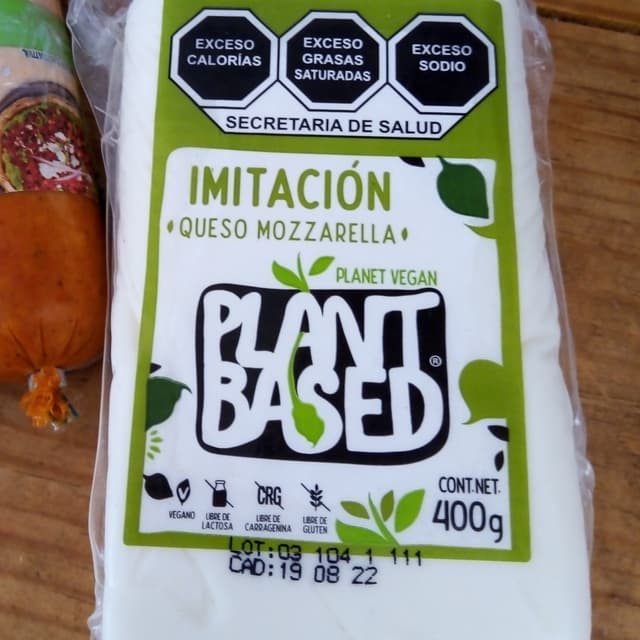 EXCESO CALORÍAS
EXCESO GRASAS SATURADAS
EXCESO SODIO
SECRETARIA DE SALUD
IMITACIÓN
QUESO MOZZARELLA
PLANET VEGAN
PLANT
BASED®
VEGANO
LIBRE DE LACTOSA
CRG
LIBRE DE CARRAGENINA
LIBRE DE GLUTEN
CONT.NET.
400g
LOT:03 104 1 111
CAD:19 08 22